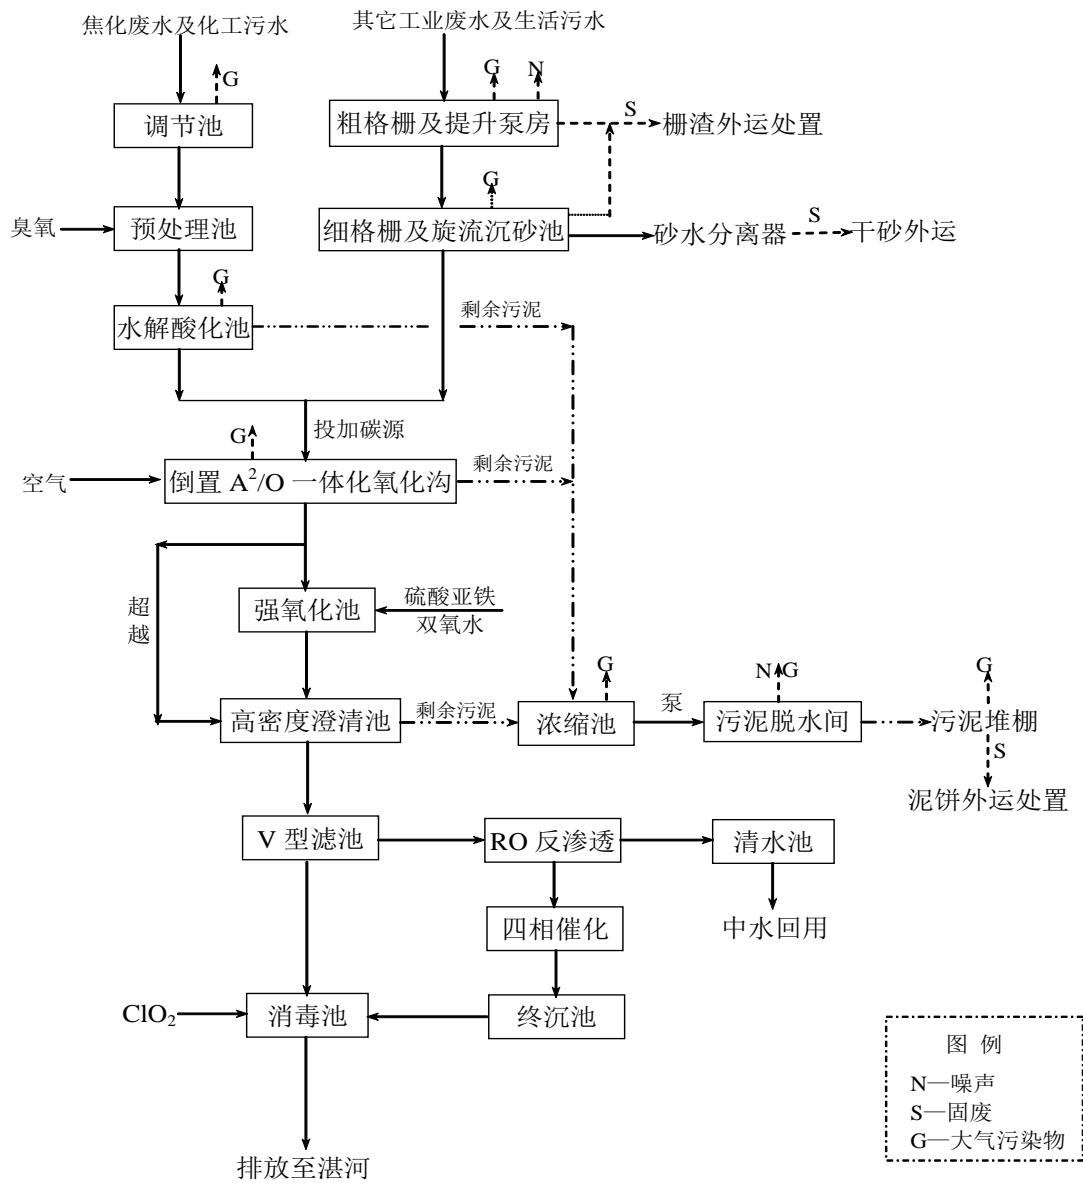 焦化废水及化工污水
其它工业废水及生活污水
G
G
N
调节池
粗格栅及提升泵房
S
栅渣外运处置
G
臭氧
预处理池
细格栅及旋流沉砂池
砂水分离器
S
干砂外运
G
水解酸化池
剩余污泥
投加碳源
G
空气
倒置 A²/O 一体化氧化沟
剩余污泥
超越
强氧化池
硫酸亚铁
双氧水
G
N G
G
高密度澄清池
剩余污泥
浓缩池
泵
污泥脱水间
污泥堆棚
S
泥饼外运处置
V 型滤池
RO 反渗透
清水池
四相催化
中水回用
ClO₂
消毒池
终沉池
排放至湛河
图 例
N—噪声
S—固废
G—大气污染物